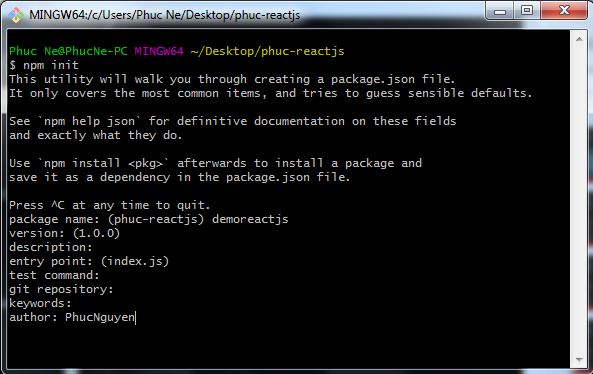 MINGW64:/c/Users/Phuc Ne/Desktop/phuc-reactjs
Phuc Ne@PhucNe-PC MINGW64 ~/Desktop/phuc-reactjs
$ npm init
This utility will walk you through creating a package.json file.
It only covers the most common items, and tries to guess sensible defaults.
See `npm help json` for definitive documentation on these fields
and exactly what they do.
Use `npm install <pkg>` afterwards to install a package and
save it as a dependency in the package.json file.
Press ^C at any time to quit.
package name: (phuc-reactjs) demoreactjs
version: (1.0.0)
description:
entry point: (index.js)
test command:
git repository:
keywords:
author: PhucNguyen